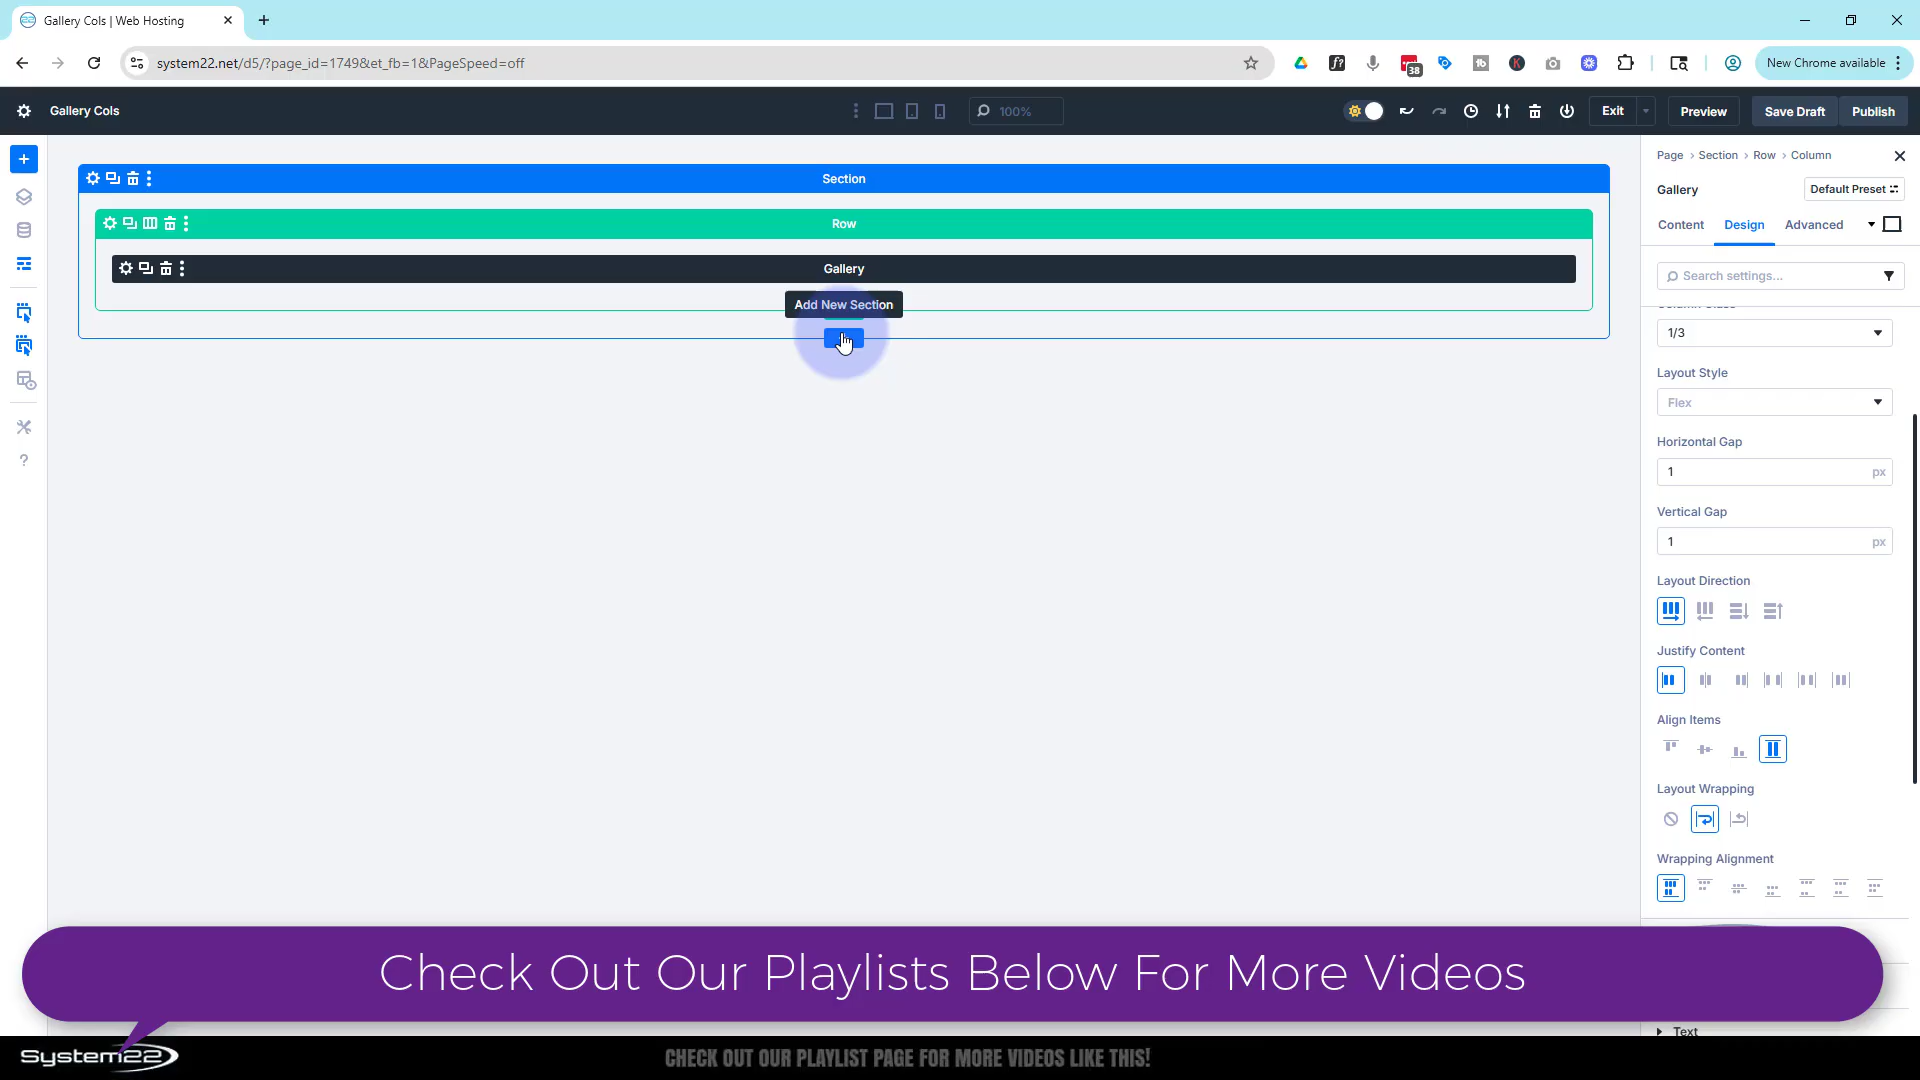 Gallery Cols | Web Hosting
system22.net/d5/?page_id=1749&et_fb=1&PageSpeed=off
38
New Chrome available
Gallery Cols
100%
Exit
Preview
Save Draft
Publish
Section
Row
Gallery
Add New Section
Page > Section > Row > Column
Gallery
Default Preset
Content
Design
Advanced
Search settings...
1/3
Layout Style
Flex
Horizontal Gap
1 px
Vertical Gap
1 px
Layout Direction
Justify Content
Align Items
Layout Wrapping
Wrapping Alignment
Text
Check Out Our Playlists Below For More Videos
System22
CHECK OUT OUR PLAYLIST PAGE FOR MORE VIDEOS LIKE THIS!